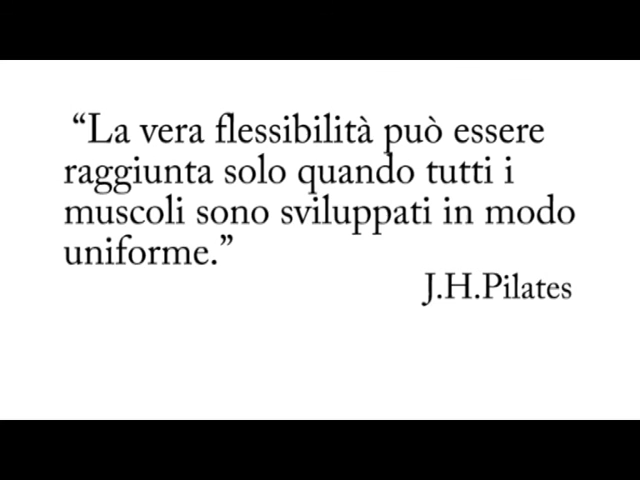 “La vera flessibilità può essere
raggiunta solo quando tutti i
muscoli sono sviluppati in modo
uniforme.”
J.H.Pilates